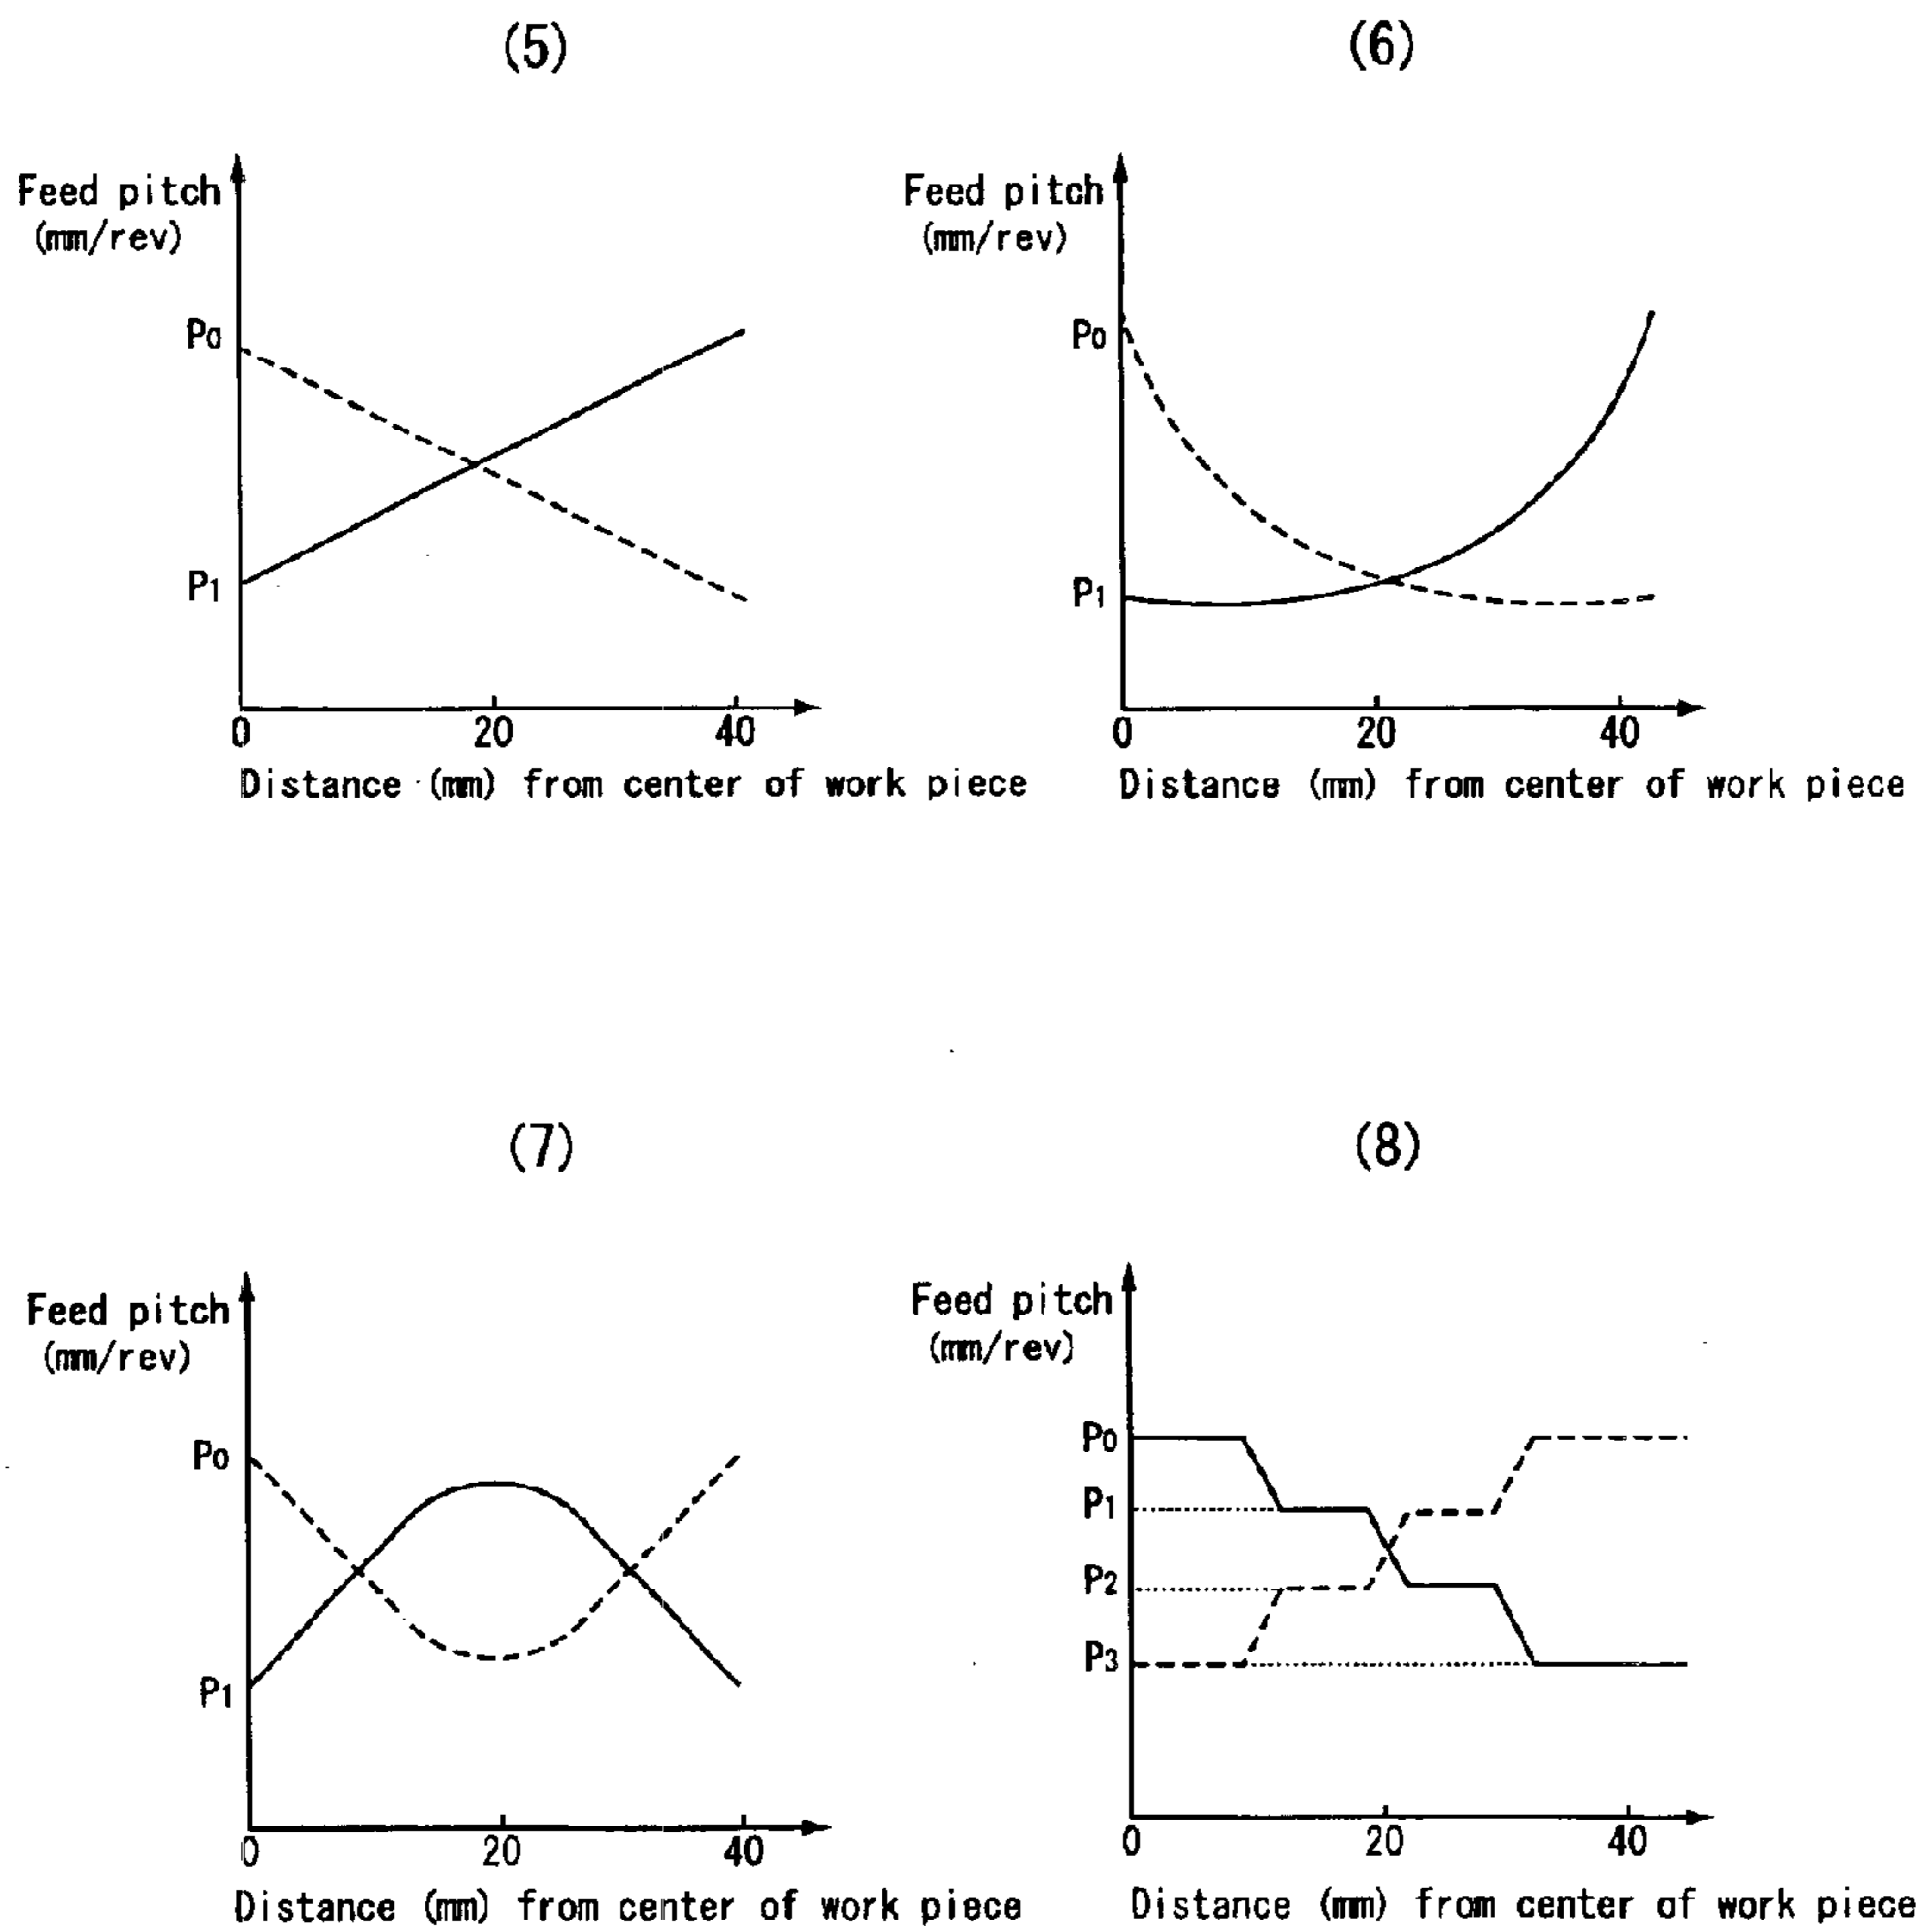 (5)
Feed pitch
(mm/rev)
P0
P1
0 20 40
Distance (mm) from center of work piece
(6)
Feed pitch
(mm/rev)
P0
P1
0 20 40
Distance (mm) from center of work piece
(7)
Feed pitch
(mm/rev)
P0
P1
0 20 40
Distance (mm) from center of work piece
(8)
Feed pitch
(mm/rev)
P0
P1
P2
P3
0 20 40
Distance (mm) from center of work piece